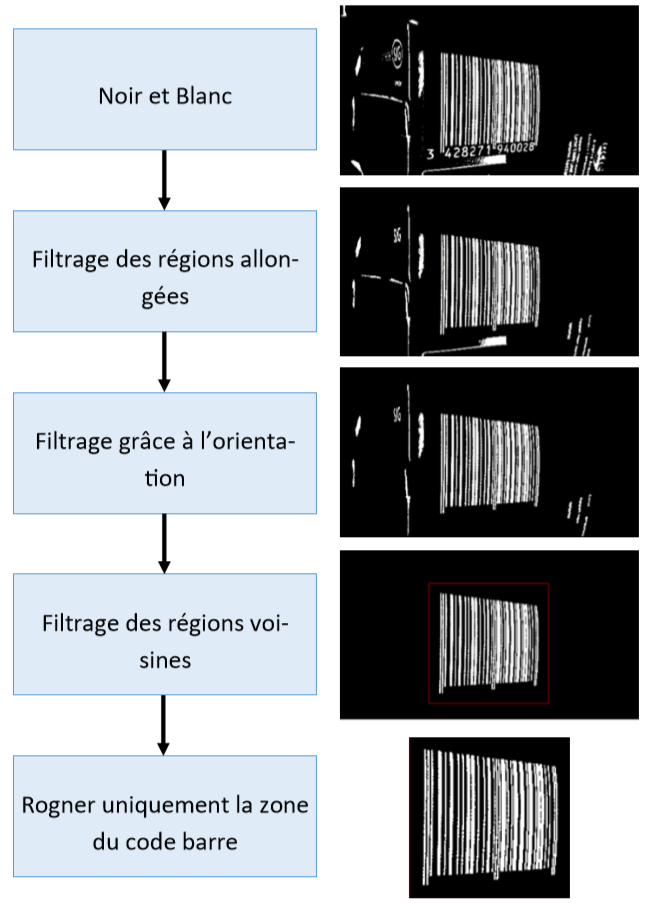 Noir et Blanc
3 428271 940028
Filtrage des régions allon-
gées
Filtrage grâce à l'orienta-
tion
Filtrage des régions voi-
sines
Rogner uniquement la zone
du code barre